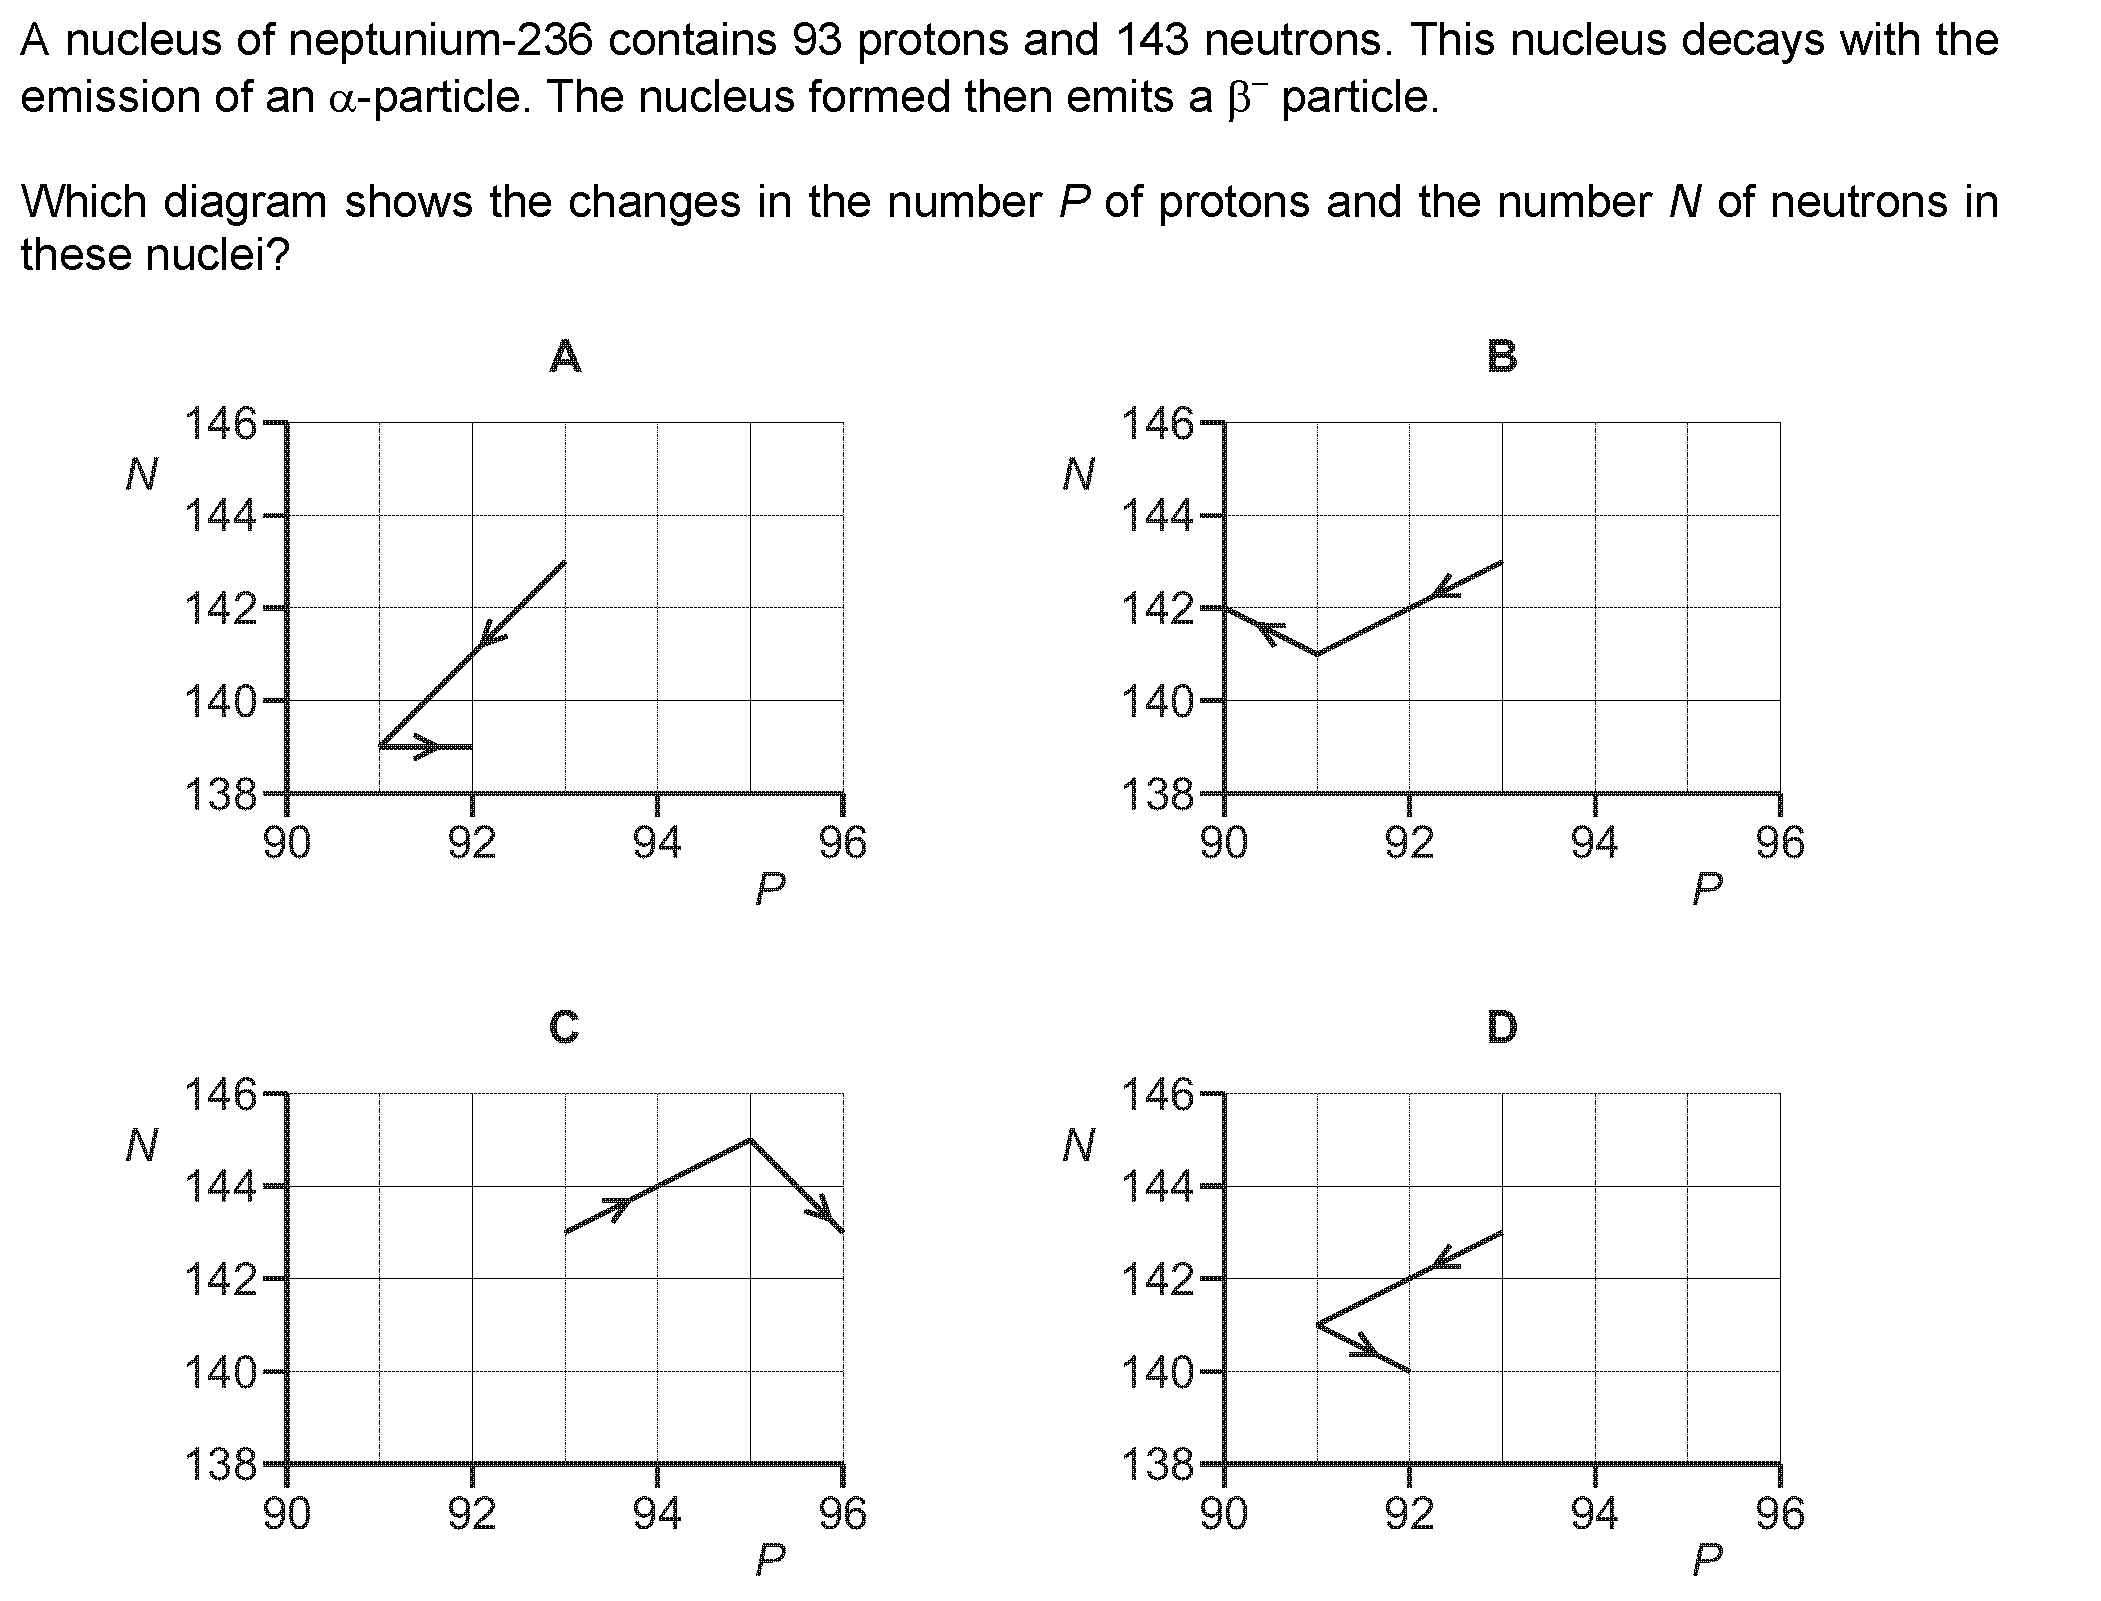 A nucleus of neptunium-236 contains 93 protons and 143 neutrons. This nucleus decays with the
emission of an α-particle. The nucleus formed then emits a β⁻ particle.
Which diagram shows the changes in the number P of protons and the number N of neutrons in
these nuclei?
A
146
N
144
142
140
138
90 92 94 96
P
B
146
N
144
142
140
138
90 92 94 96
P
C
146
N
144
142
140
138
90 92 94 96
P
D
146
N
144
142
140
138
90 92 94 96
P